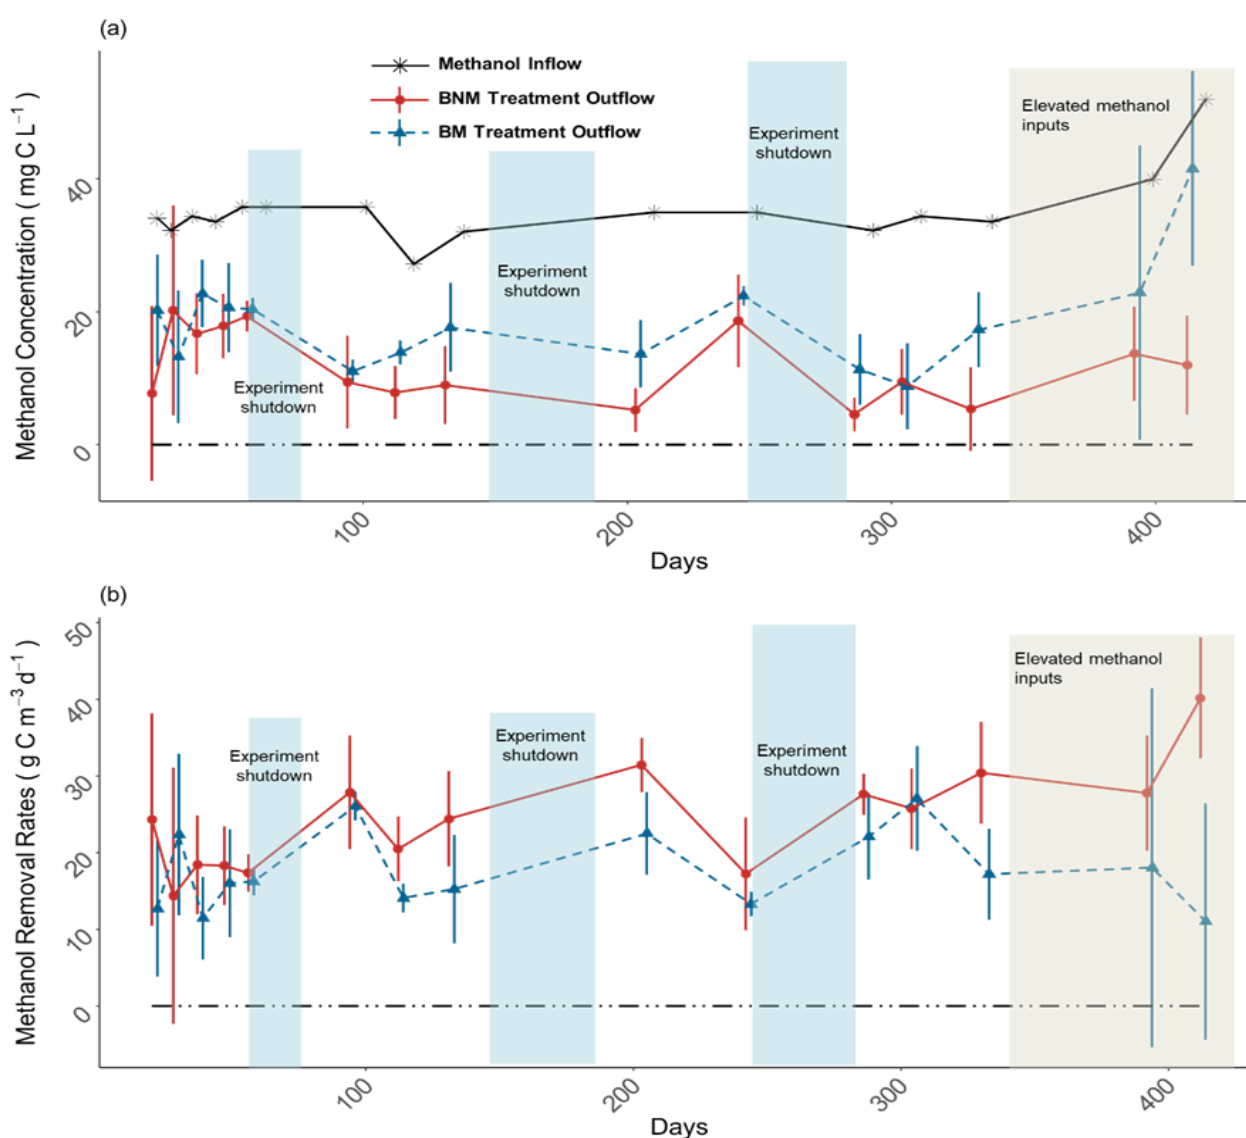 (a)
Methanol Inflow
BNM Treatment Outflow
BM Treatment Outflow
Experiment
shutdown
Elevated methanol
inputs
Experiment
shutdown
Experiment
shutdown
Methanol Concentration ( mg C L⁻¹ )
40
20
0
100
200
300
400
Days
(b)
Methanol Removal Rates ( g C m⁻³ d⁻¹ )
50
40
30
20
10
0
Elevated methanol
inputs
Experiment
shutdown
Experiment
shutdown
Experiment
shutdown
100
200
300
400
Days